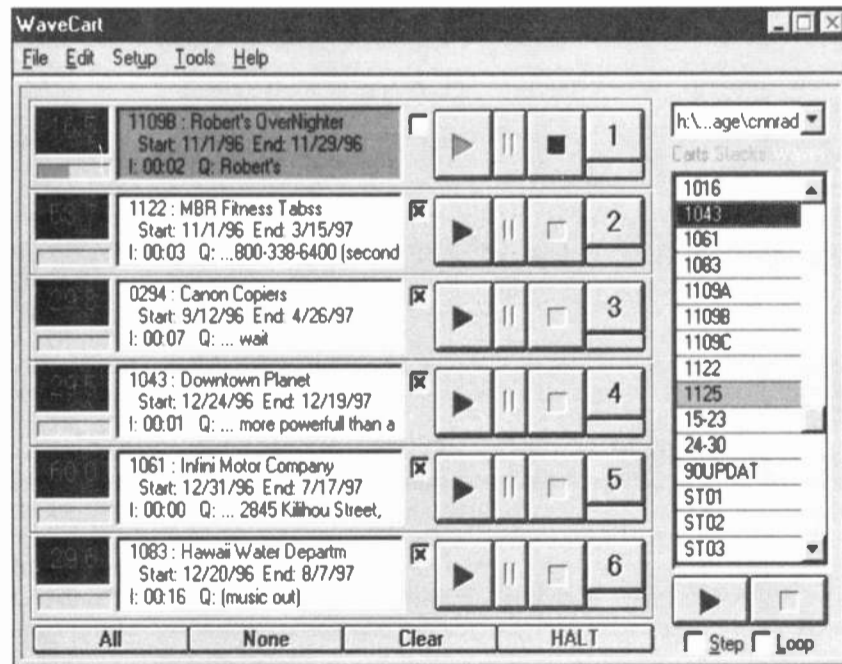 WaveCart
File Edit Setup Tools Help
1109B : Robert's OverNighter
Start: 11/1/96 End: 11/29/96
I: 00:02 Q: Robert's
1
1122 : MBR Fitness Tabss
Start: 11/1/96 End: 3/15/97
I: 00:03 Q: ...800-338-6400 (second
2
0294 : Canon Copiers
Start: 9/12/96 End: 4/26/97
I: 00:07 Q: ... wait
3
1043 : Downtown Planet
Start: 12/24/96 End: 12/19/97
I: 00:01 Q: ... more powerfull than a
4
1061 : Infini Motor Company
Start: 12/31/96 End: 7/17/97
I: 00:00 Q: ... 2845 Kilihou Street,
5
1083 : Hawaii Water Departm
Start: 12/20/96 End: 8/7/97
I: 00:16 Q: (music out)
6
All None Clear HALT
h:\...age\cnnrad
Carts Stacks Waves
1016
1043
1061
1083
1109A
1109B
1109C
1122
1125
15-23
24-30
90UPDAT
ST01
ST02
ST03
Step Loop